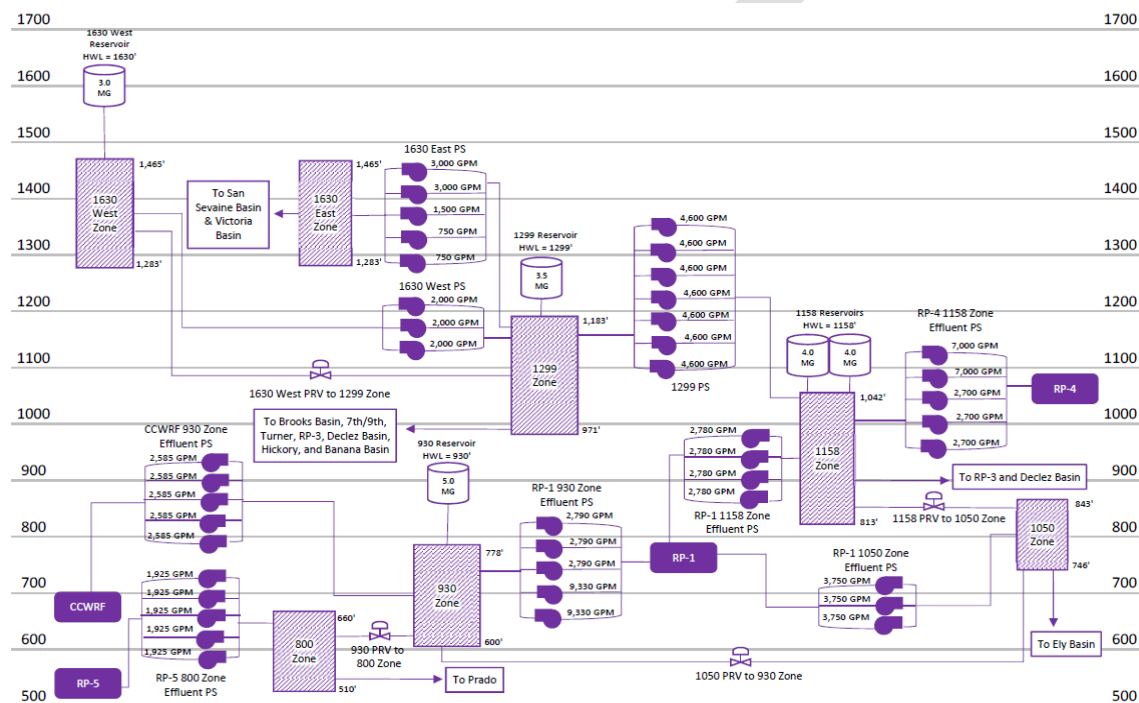 1700
1700
1630 West
Reservoir
HWL = 1630'
3.0
MG
1600
1600
1500
1500
1,465'
1630
West
Zone
1,283'
To San
Sevaine Basin
& Victoria
Basin
1,465'
1630
East
Zone
1,283'
1630 East PS
3,000 GPM
3,000 GPM
1,500 GPM
750 GPM
750 GPM
1400
1400
1300
1300
1299 Reservoir
HWL = 1299'
3.5
MG
4,600 GPM
4,600 GPM
4,600 GPM
4,600 GPM
4,600 GPM
4,600 GPM
4,600 GPM
1299 PS
1630 West PS
2,000 GPM
2,000 GPM
2,000 GPM
1200
1200
1,183'
1299
Zone
971'
1158 Reservoirs
HWL = 1158'
4.0
MG
4.0
MG
RP-4 1158 Zone
Effluent PS
7,000 GPM
7,000 GPM
2,700 GPM
2,700 GPM
2,700 GPM
RP-4
1100
1100
1630 West PRV to 1299 Zone
1000
1000
To Brooks Basin, 7th/9th,
Turner, RP-3, Declez Basin,
Hickory, and Banana Basin
1,042'
1158
Zone
813'
CCWRF 930 Zone
Effluent PS
2,585 GPM
2,585 GPM
2,585 GPM
2,585 GPM
2,585 GPM
930 Reservoir
HWL = 930'
5.0
MG
2,780 GPM
2,780 GPM
2,780 GPM
2,780 GPM
RP-1 1158 Zone
Effluent PS
To RP-3 and Declez Basin
900
900
RP-1 930 Zone
Effluent PS
2,790 GPM
2,790 GPM
2,790 GPM
9,330 GPM
9,330 GPM
1158 PRV to 1050 Zone
843'
1050
Zone
746'
800
800
778'
930
Zone
600'
RP-1
RP-1 1050 Zone
Effluent PS
3,750 GPM
3,750 GPM
3,750 GPM
1,925 GPM
1,925 GPM
1,925 GPM
1,925 GPM
1,925 GPM
RP-5 800 Zone
Effluent PS
700
700
CCWRF
660'
800
Zone
510'
930 PRV to
800 Zone
600
600
To Ely Basin
RP-5
To Prado
1050 PRV to 930 Zone
500
500